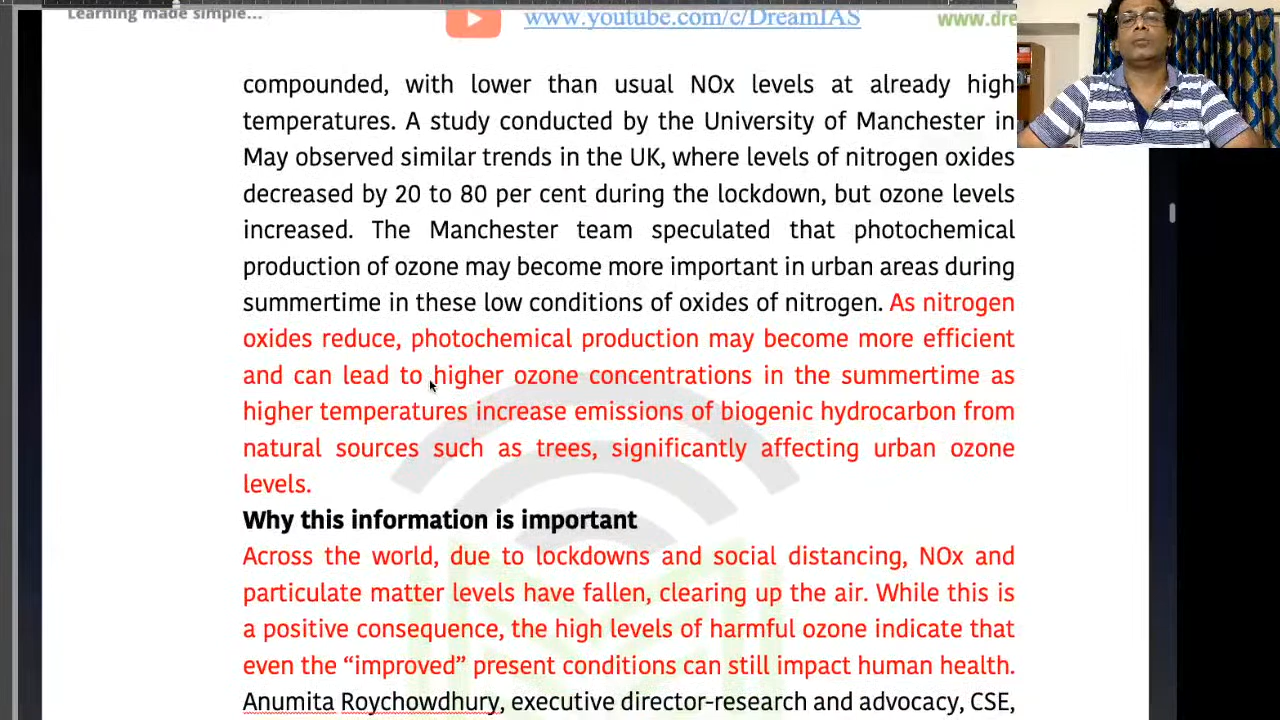 Learning made simple...
www.youtube.com/c/DreamIAS
www.dre
compounded, with lower than usual NOx levels at already high
temperatures. A study conducted by the University of Manchester in
May observed similar trends in the UK, where levels of nitrogen oxides
decreased by 20 to 80 per cent during the lockdown, but ozone levels
increased. The Manchester team speculated that photochemical
production of ozone may become more important in urban areas during
summertime in these low conditions of oxides of nitrogen. As nitrogen
oxides reduce, photochemical production may become more efficient
and can lead to higher ozone concentrations in the summertime as
higher temperatures increase emissions of biogenic hydrocarbon from
natural sources such as trees, significantly affecting urban ozone
levels.
Why this information is important
Across the world, due to lockdowns and social distancing, NOx and
particulate matter levels have fallen, clearing up the air. While this is
a positive consequence, the high levels of harmful ozone indicate that
even the “improved” present conditions can still impact human health.
Anumita Roychowdhury, executive director-research and advocacy, CSE,